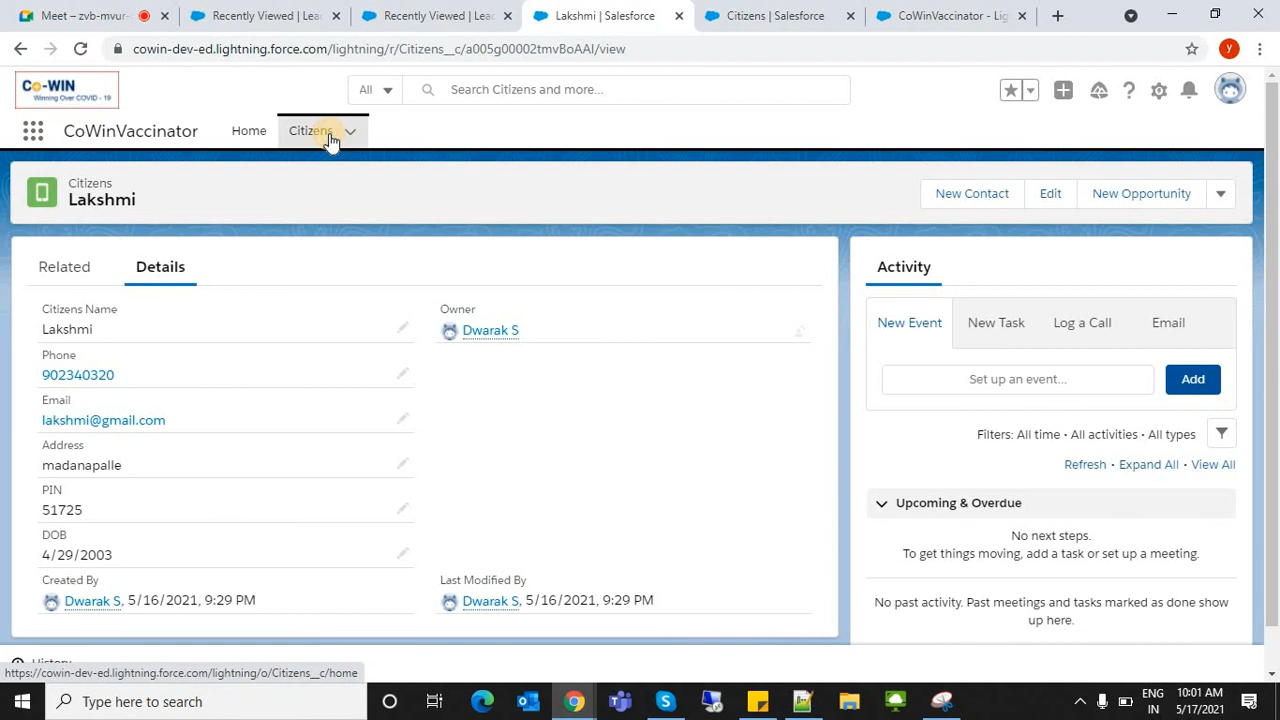 Meet – zvb-mvur-
Recently Viewed | Lea
Recently Viewed | Lea
Lakshmi | Salesforce
Citizens | Salesforce
CoWinVaccinator - Lig
cowin-dev-ed.lightning.force.com/lightning/r/Citizens__c/a005g00002tmvBoAAI/view
y
Co-WIN
Winning Over COVID - 19
All
Search Citizens and more...
CoWinVaccinator
Home
Citizens
Citizens
Lakshmi
New Contact
Edit
New Opportunity
Related
Details
Citizens Name
Lakshmi
Phone
902340320
Email
lakshmi@gmail.com
Address
madanapalle
PIN
51725
DOB
4/29/2003
Created By
Dwarak S, 5/16/2021, 9:29 PM
Owner
Dwarak S
Last Modified By
Dwarak S, 5/16/2021, 9:29 PM
Activity
New Event
New Task
Log a Call
Email
Set up an event...
Add
Filters: All time • All activities • All types
Refresh • Expand All • View All
Upcoming & Overdue
No next steps.
To get things moving, add a task or set up a meeting.
No past activity. Past meetings and tasks marked as done show
up here.
History
https://cowin-dev-ed.lightning.force.com/lightning/o/Citizens__c/home
Type here to search
ENG
IN
10:01 AM
5/17/2021